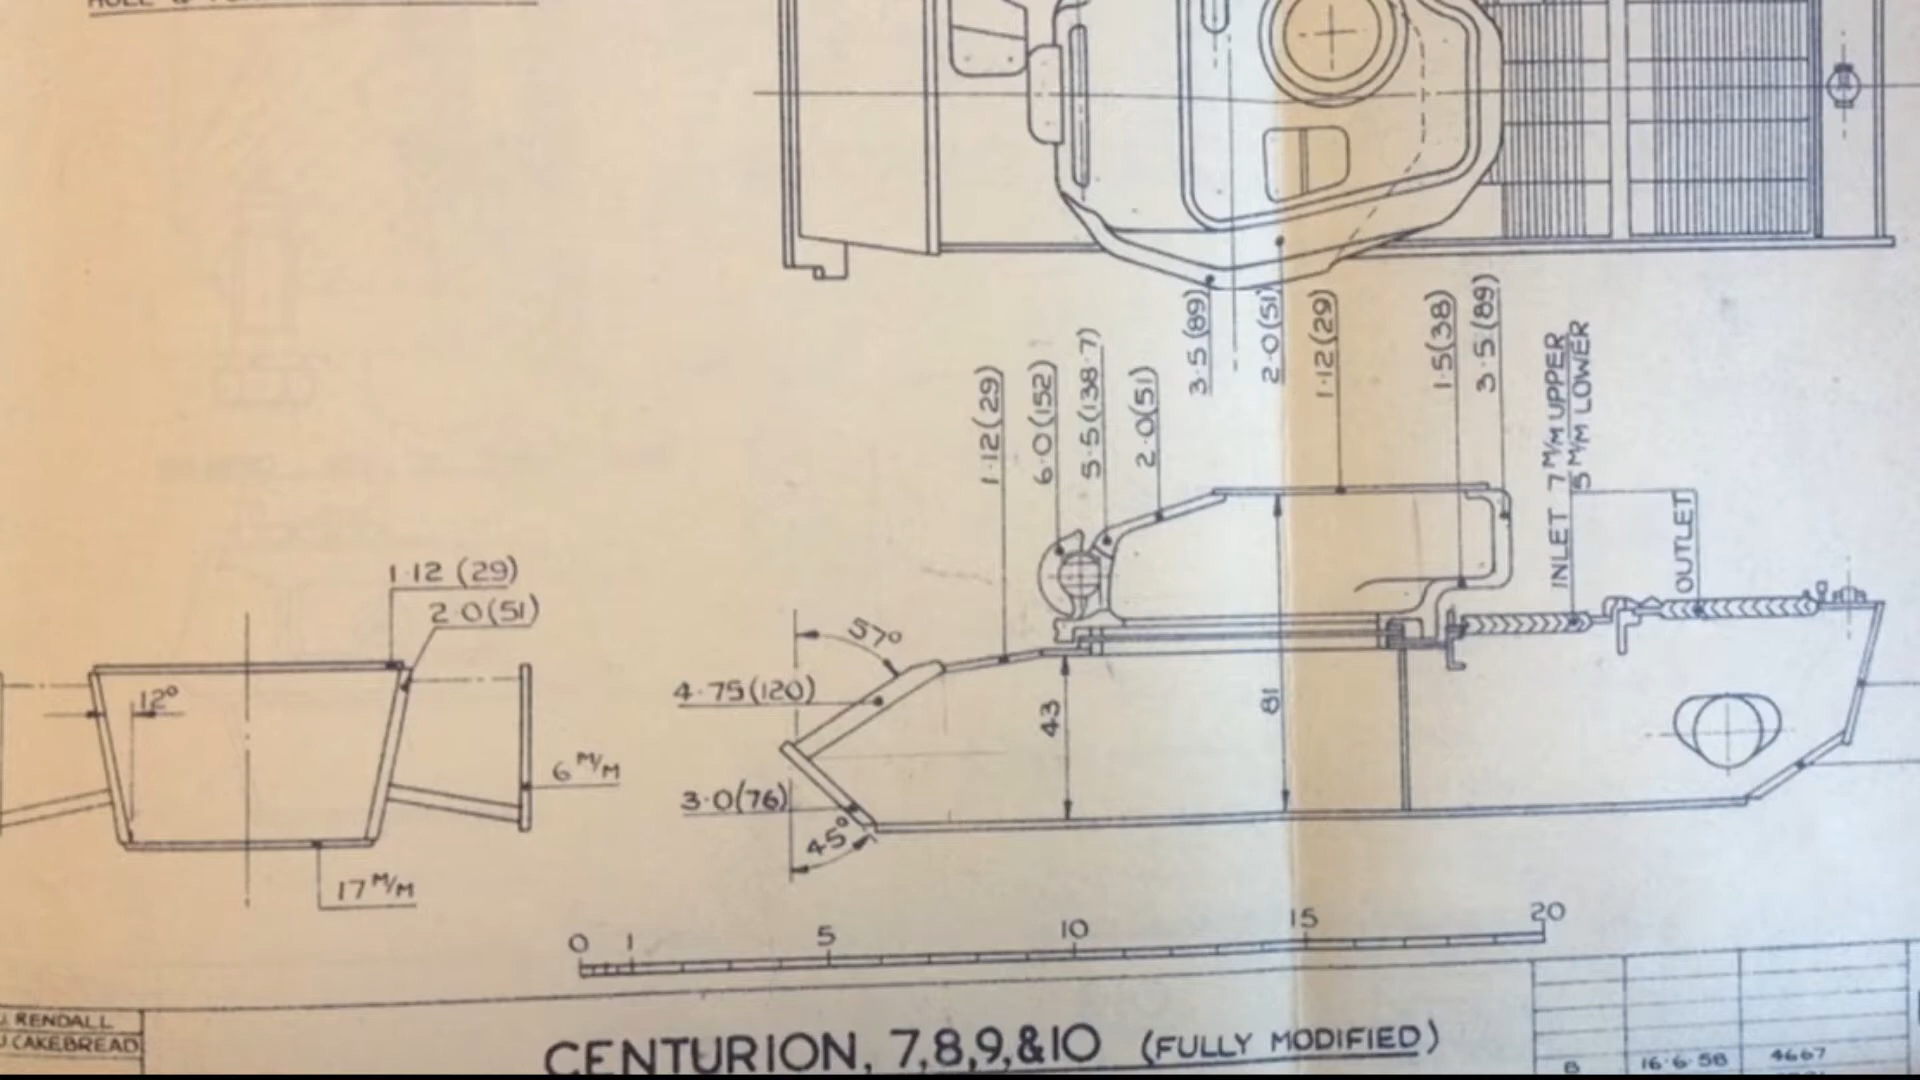 3·5 (89)
2·0 (51)
1·12 (29)
1·5 (38)
3·5 (89)
1·12 (29)
6·0 (152)
5·5 (138·7)
2·0 (51)
INLET 7 M/M UPPER
5 M/M LOWER
OUTLET
1·12 (29)
2·0 (51)
12°
6 M/M
17 M/M
57°
4·75 (120)
43
81
3·0 (76)
45°
0 1 5 10 15 20
J. RENDALL
J. CAKEBREAD
CENTURION, 7,8,9,&10 (FULLY MODIFIED)
B 16·6·58 4667